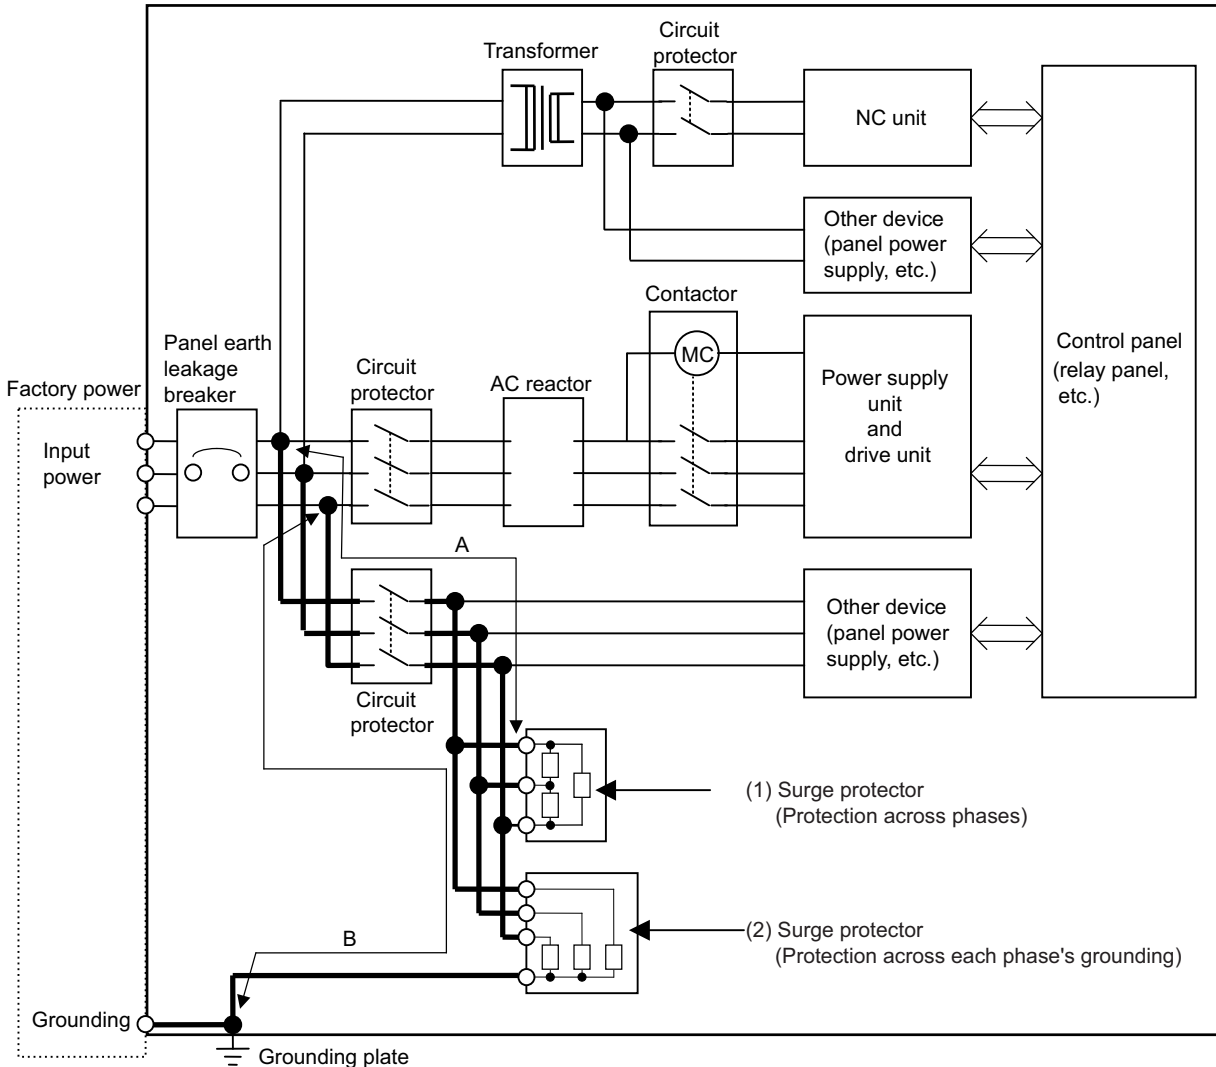 Circuit
protector
Transformer
NC unit
Other device
(panel power
supply, etc.)
Contactor
MC
Panel earth
leakage
breaker
Circuit
protector
AC reactor
Power supply
unit
and
drive unit
Control panel
(relay panel,
etc.)
Factory power
Input
power
A
Other device
(panel power
supply, etc.)
Circuit
protector
(1) Surge protector
(Protection across phases)
B
(2) Surge protector
(Protection across each phase's grounding)
Grounding
Grounding plate